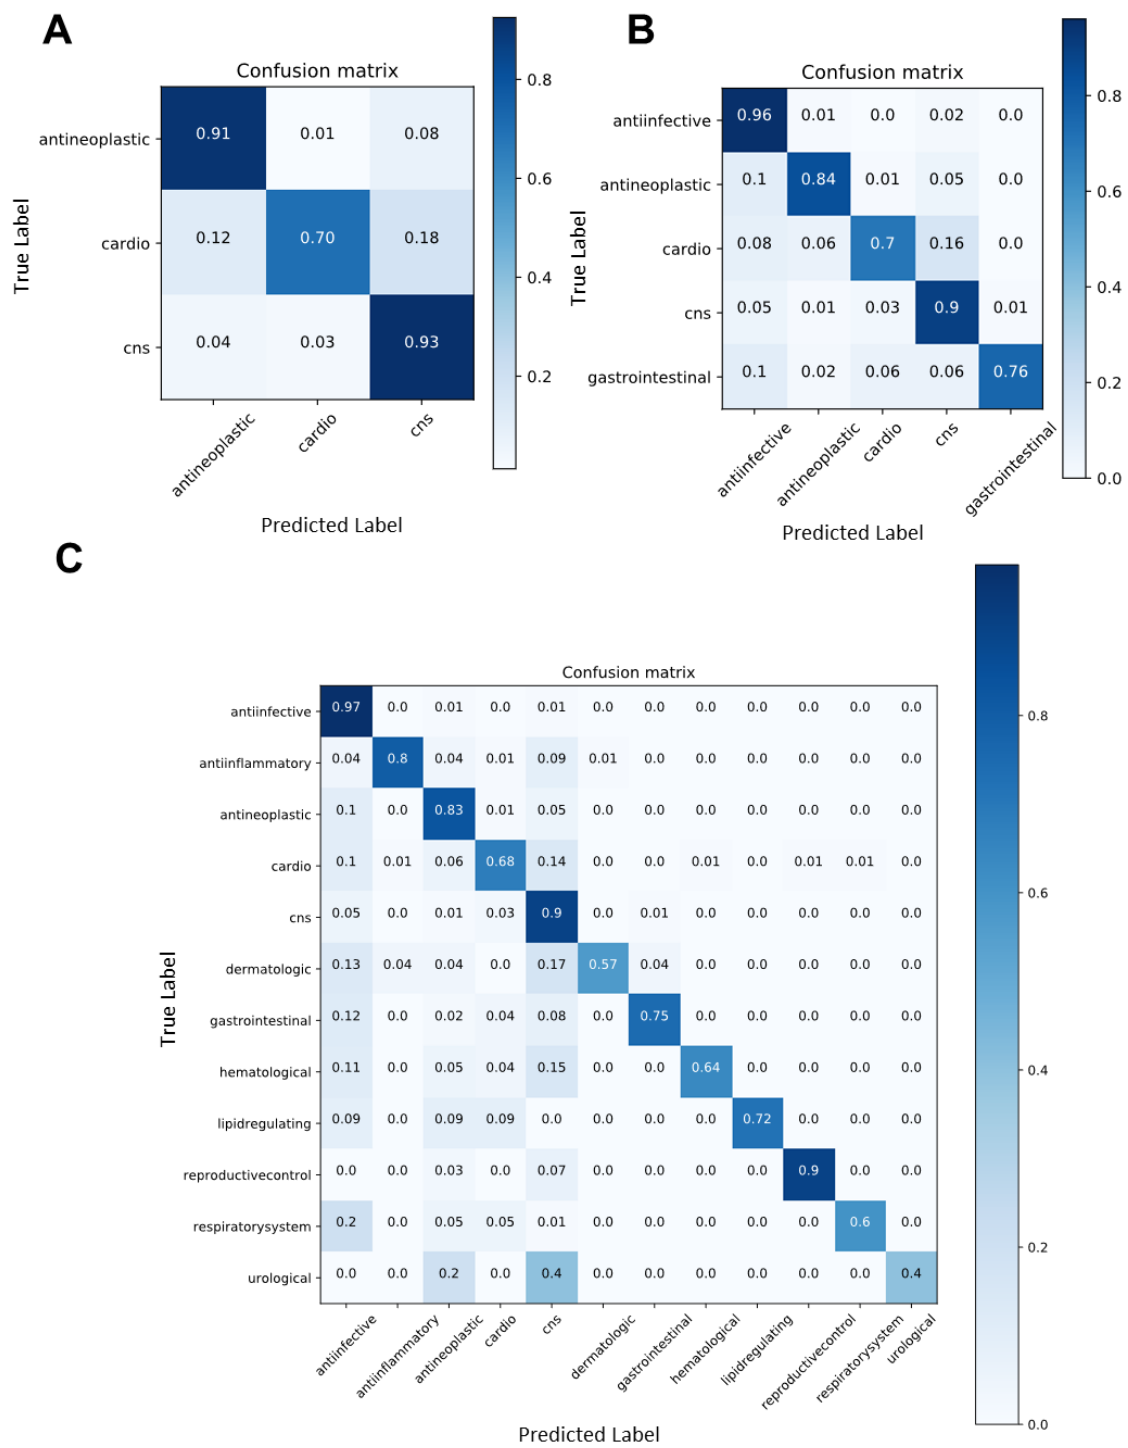 A
Confusion matrix
True Label
antineoplastic 0.91 0.01 0.08
cardio 0.12 0.70 0.18
cns 0.04 0.03 0.93
antineoplastic cardio cns
Predicted Label
0.8
0.6
0.4
0.2
B
Confusion matrix
True Label
antiinfective 0.96 0.01 0.0 0.02 0.0
antineoplastic 0.1 0.84 0.01 0.05 0.0
cardio 0.08 0.06 0.7 0.16 0.0
cns 0.05 0.01 0.03 0.9 0.01
gastrointestinal 0.1 0.02 0.06 0.06 0.76
antiinfective antineoplastic cardio cns gastrointestinal
Predicted Label
0.8
0.6
0.4
0.2
0.0
C
Confusion matrix
True Label
antiinfective 0.97 0.0 0.01 0.0 0.01 0.0 0.0 0.0 0.0 0.0 0.0 0.0
antiinflammatory 0.04 0.8 0.04 0.01 0.09 0.01 0.0 0.0 0.0 0.0 0.0 0.0
antineoplastic 0.1 0.0 0.83 0.01 0.05 0.0 0.0 0.0 0.0 0.0 0.0 0.0
cardio 0.1 0.01 0.06 0.68 0.14 0.0 0.0 0.01 0.0 0.01 0.01 0.0
cns 0.05 0.0 0.01 0.03 0.9 0.0 0.01 0.0 0.0 0.0 0.0 0.0
dermatologic 0.13 0.04 0.04 0.0 0.17 0.57 0.04 0.0 0.0 0.0 0.0 0.0
gastrointestinal 0.12 0.0 0.02 0.04 0.08 0.0 0.75 0.0 0.0 0.0 0.0 0.0
hematological 0.11 0.0 0.05 0.04 0.15 0.0 0.0 0.64 0.0 0.0 0.0 0.0
lipidregulating 0.09 0.0 0.09 0.09 0.0 0.0 0.0 0.0 0.72 0.0 0.0 0.0
reproductivecontrol 0.0 0.0 0.03 0.0 0.07 0.0 0.0 0.0 0.0 0.9 0.0 0.0
respiratorysystem 0.2 0.0 0.05 0.05 0.01 0.0 0.0 0.0 0.0 0.0 0.6 0.0
urological 0.0 0.0 0.2 0.0 0.4 0.0 0.0 0.0 0.0 0.0 0.0 0.4
antiinfective antiinflammatory antineoplastic cardio cns dermatologic gastrointestinal hematological lipidregulating reproductivecontrol respiratorysystem urological
Predicted Label
0.8
0.6
0.4
0.2
0.0